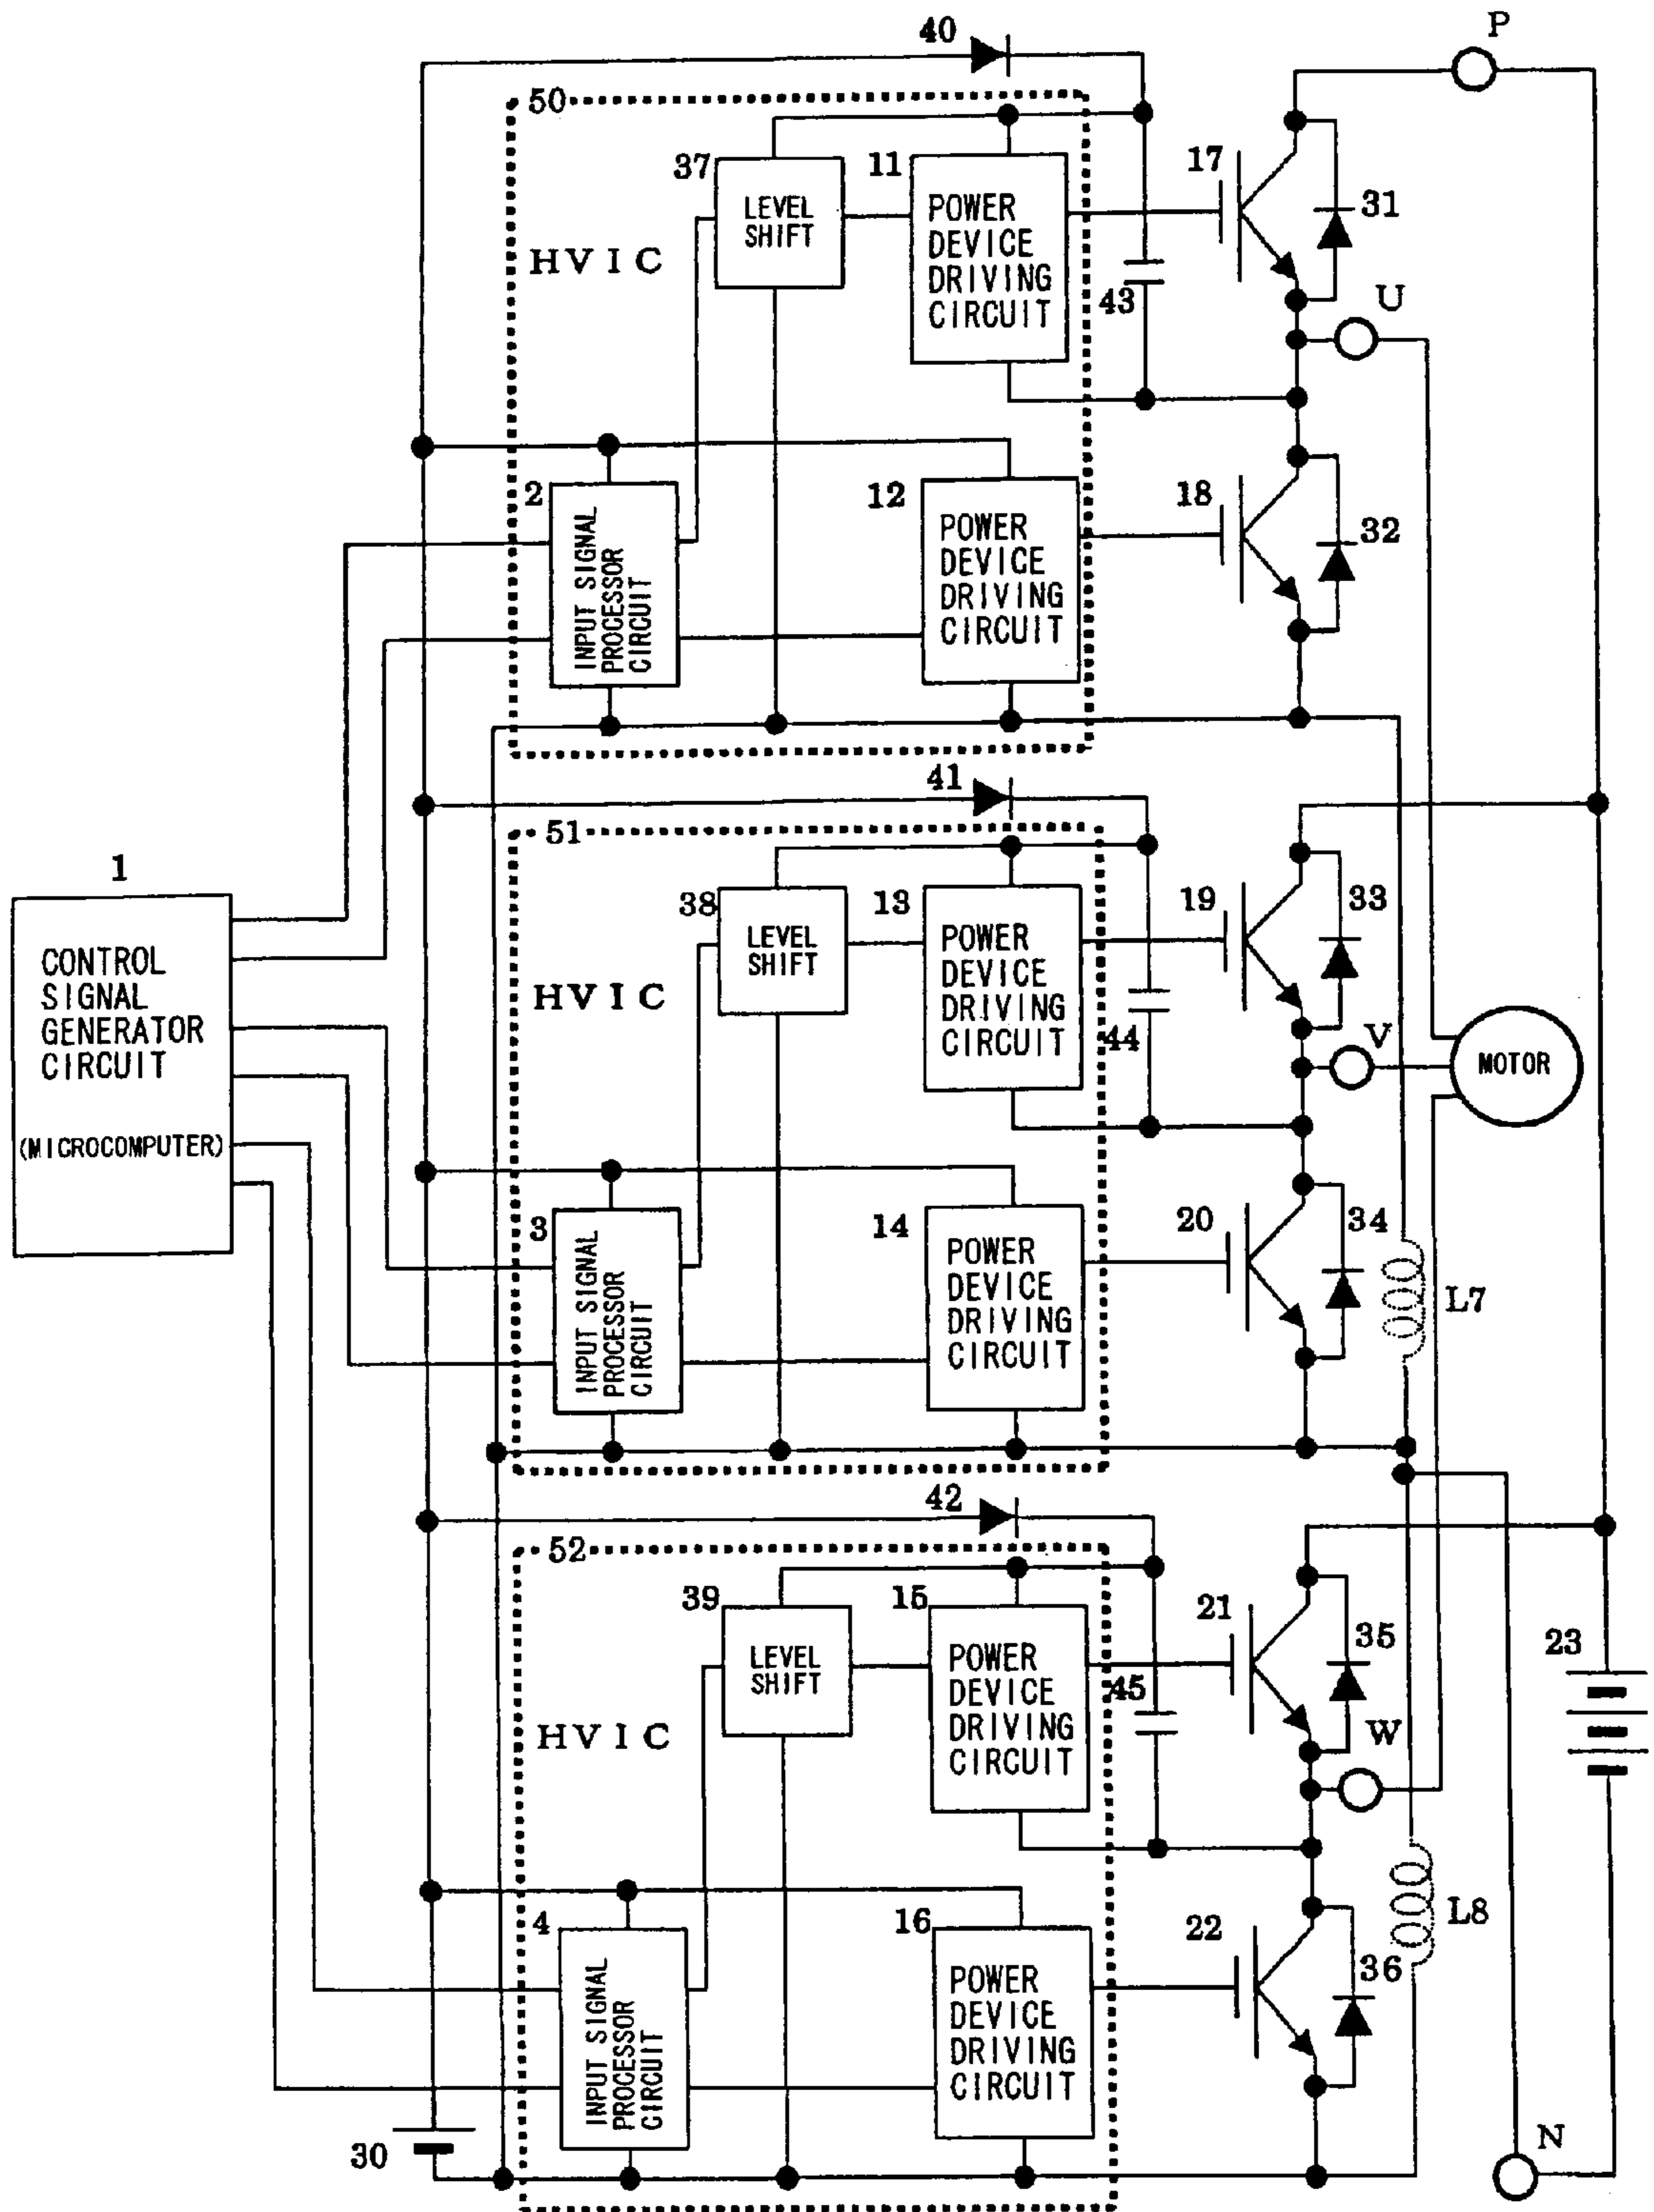 40
P
50
37
LEVEL
SHIFT
11
POWER
DEVICE
DRIVING
CIRCUIT
17
31
HVIC
43
U
2
INPUT SIGNAL
PROCESSOR
CIRCUIT
12
POWER
DEVICE
DRIVING
CIRCUIT
18
32
41
51
1
CONTROL
SIGNAL
GENERATOR
CIRCUIT
(MICROCOMPUTER)
38
LEVEL
SHIFT
13
POWER
DEVICE
DRIVING
CIRCUIT
19
33
HVIC
44
V
MOTOR
3
INPUT SIGNAL
PROCESSOR
CIRCUIT
14
POWER
DEVICE
DRIVING
CIRCUIT
20
34
L7
42
52
39
LEVEL
SHIFT
15
POWER
DEVICE
DRIVING
CIRCUIT
21
35
23
HVIC
45
W
4
INPUT SIGNAL
PROCESSOR
CIRCUIT
16
POWER
DEVICE
DRIVING
CIRCUIT
22
36
L8
30
N